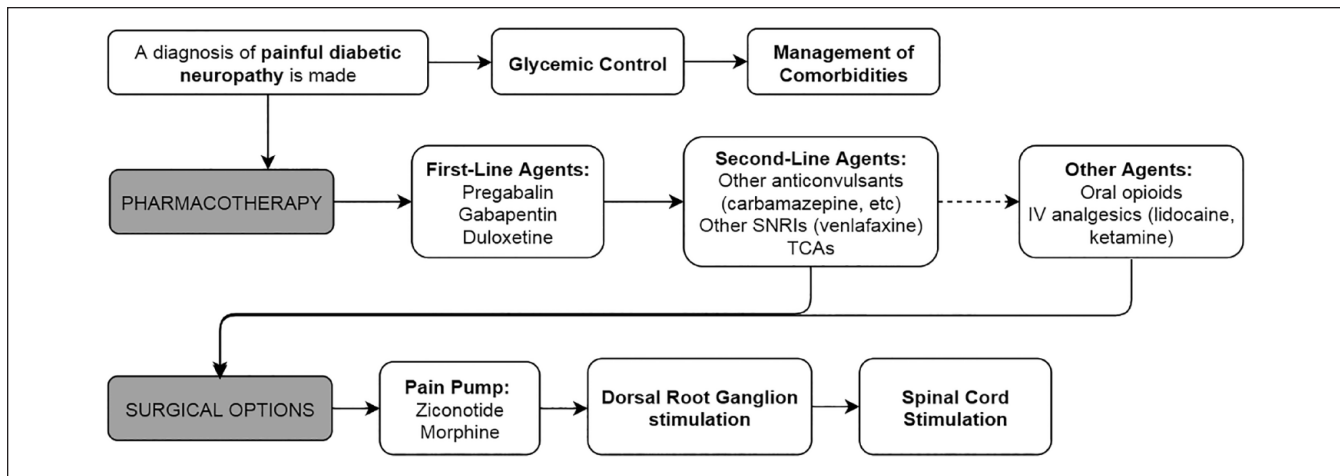 A diagnosis of painful diabetic
neuropathy is made
Glycemic Control
Management of
Comorbidities
PHARMACOTHERAPY
First-Line Agents:
Pregabalin
Gabapentin
Duloxetine
Second-Line Agents:
Other anticonvulsants
(carbamazepine, etc)
Other SNRIs (venlafaxine)
TCAs
Other Agents:
Oral opioids
IV analgesics (lidocaine,
ketamine)
SURGICAL OPTIONS
Pain Pump:
Ziconotide
Morphine
Dorsal Root Ganglion
stimulation
Spinal Cord
Stimulation